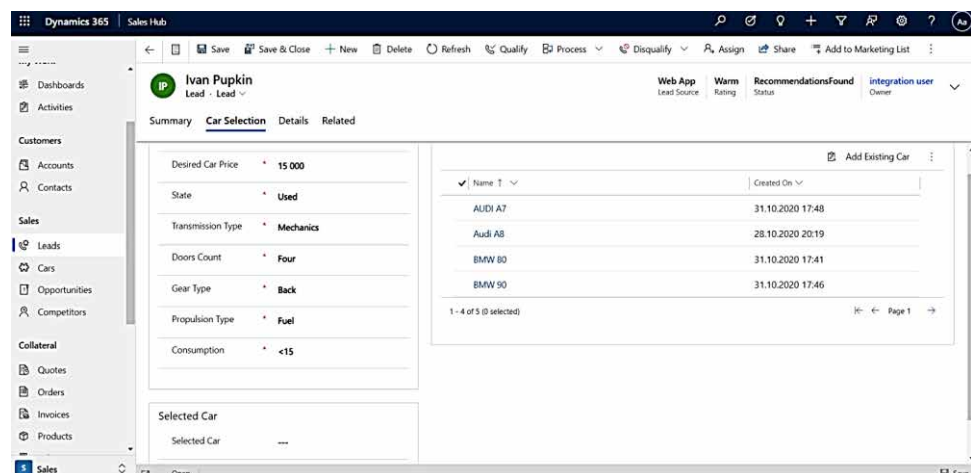 Dynamics 365 Sales Hub
Save Save & Close + New Delete Refresh Qualify Process Disqualify Assign Share Add to Marketing List
Dashboards
Activities
Customers
Accounts
Contacts
Sales
Leads
Cars
Opportunities
Competitors
Collateral
Quotes
Orders
Invoices
Products
S Sales
IP Ivan Pupkin
Lead · Lead
Web App Warm RecommendationsFound integration user
Lead Source Rating Status Owner
Summary Car Selection Details Related
Desired Car Price * 15 000
State * Used
Transmission Type * Mechanics
Doors Count * Four
Gear Type * Back
Propulsion Type * Fuel
Consumption * <15
Selected Car
Selected Car ---
Add Existing Car
Name ↑ Created On
AUDI A7 31.10.2020 17:48
Audi A8 28.10.2020 20:19
BMW 80 31.10.2020 17:41
BMW 90 31.10.2020 17:46
1 - 4 of 5 (0 selected) Page 1